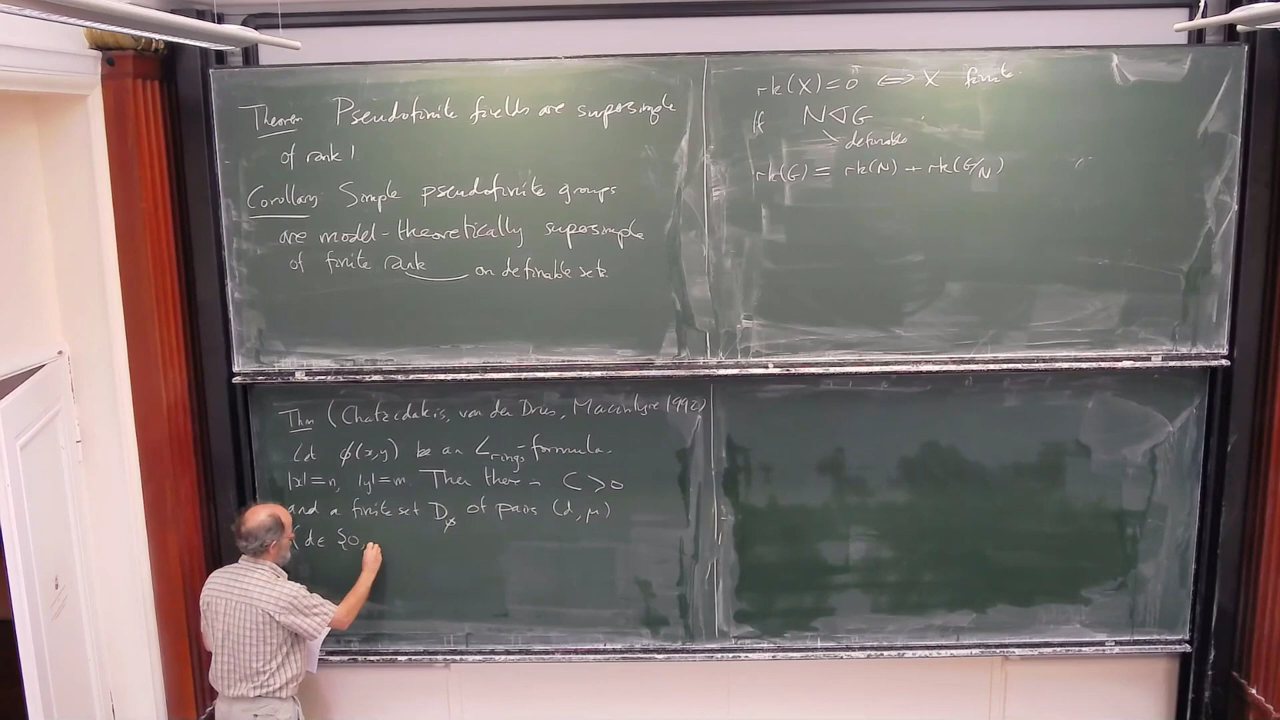 Theorem Pseudofinite fields are supersimple
of rank 1
Corollary Simple pseudofinite groups
are model-theoretically supersimple
of finite rank on definable sets
rk(X)=0 ⟺ X finite.
If N ◁ G
definable
rk(G) = rk(N) + rk(G/N)
Thm (Chatzidakis, van den Dries, Macintyre 1992)
Let ϕ(x,y) be an L_rings-formula,
|x|=n, |y|=m. Then there is C>0
and a finite set D_ϕ of pairs (d,μ)
(d∈ {0,